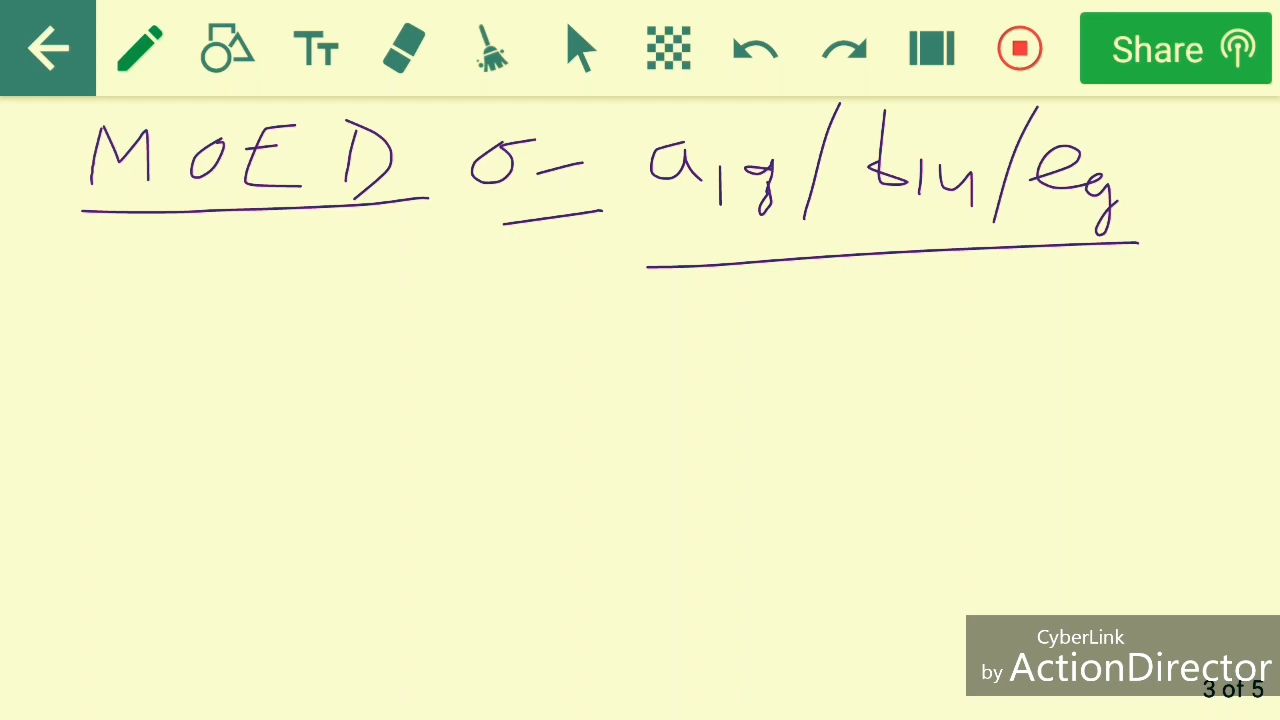 Share
MOED σ- a1g/t1u/eg
CyberLink
by ActionDirector
3 of 5